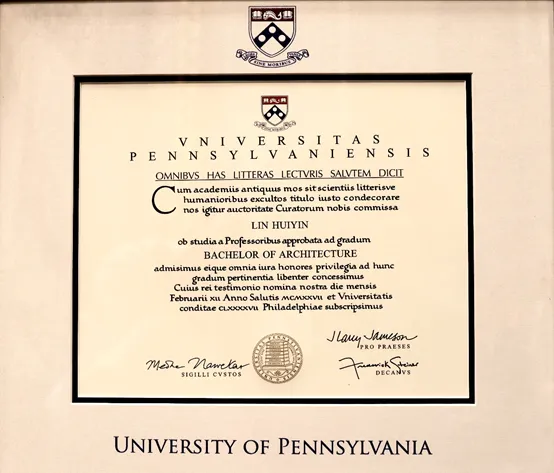 SINE MORIBUS
VNIVERSITAS
PENNSYLVANIENSIS
OMNIBVS HAS LITTERAS LECTVRIS SALVTEM DICIT
Cum academiis antiquus mos sit scientiis litterisve
humanioribus excultos titulo iusto condecorare
nos igitur auctoritate Curatorum nobis commissa
LIN HUIYIN
ob studia a Professoribus approbata ad gradum
BACHELOR OF ARCHITECTURE
admisimus eique omnia iura honores privilegia ad hunc
gradum pertinentia libenter concessimus
Cuius rei testimonio nomina nostra die mensis
Februarii XII Anno Salutis MCMXXVII et Vniversitatis
conditae CLXXXXVII Philadelphiae subscripsimus
PRO PRAESES
SIGILLI CVSTOS
DECANVS
UNIVERSITY OF PENNSYLVANIA